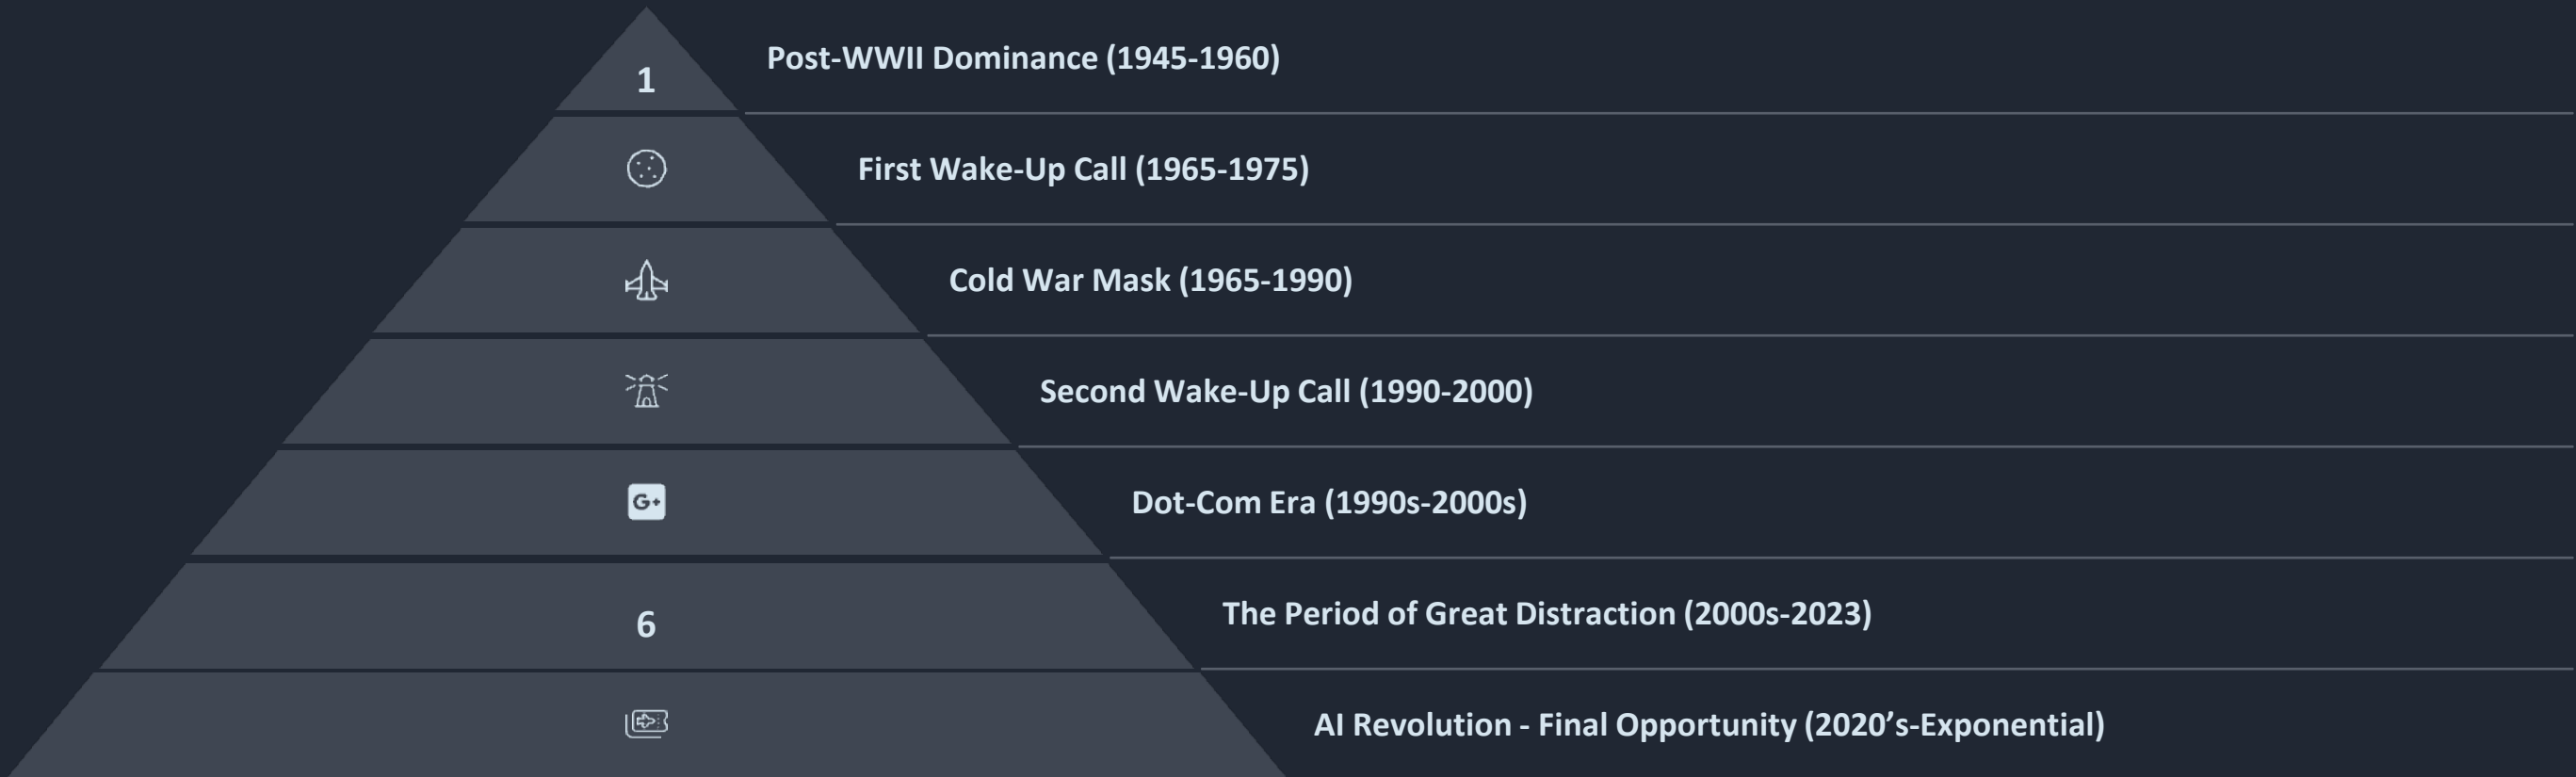 1
Post-WWII Dominance (1945-1960)
First Wake-Up Call (1965-1975)
Cold War Mask (1965-1990)
Second Wake-Up Call (1990-2000)
G+
Dot-Com Era (1990s-2000s)
6
The Period of Great Distraction (2000s-2023)
AI Revolution - Final Opportunity (2020’s-Exponential)